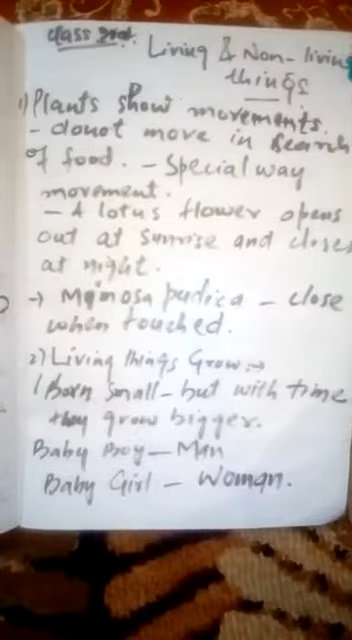 class 3rd. Living & Non-living
things
1) Plants show movements.
- donot move in search
of food. - Special way
movement.
- A lotus flower opens
out at sunrise and closes
at night.
→ Mimosa pudica - close
when touched.
2) Living things Grow:→
Born small - but with time
they grow bigger.
Baby Boy - Man
Baby Girl - Woman.